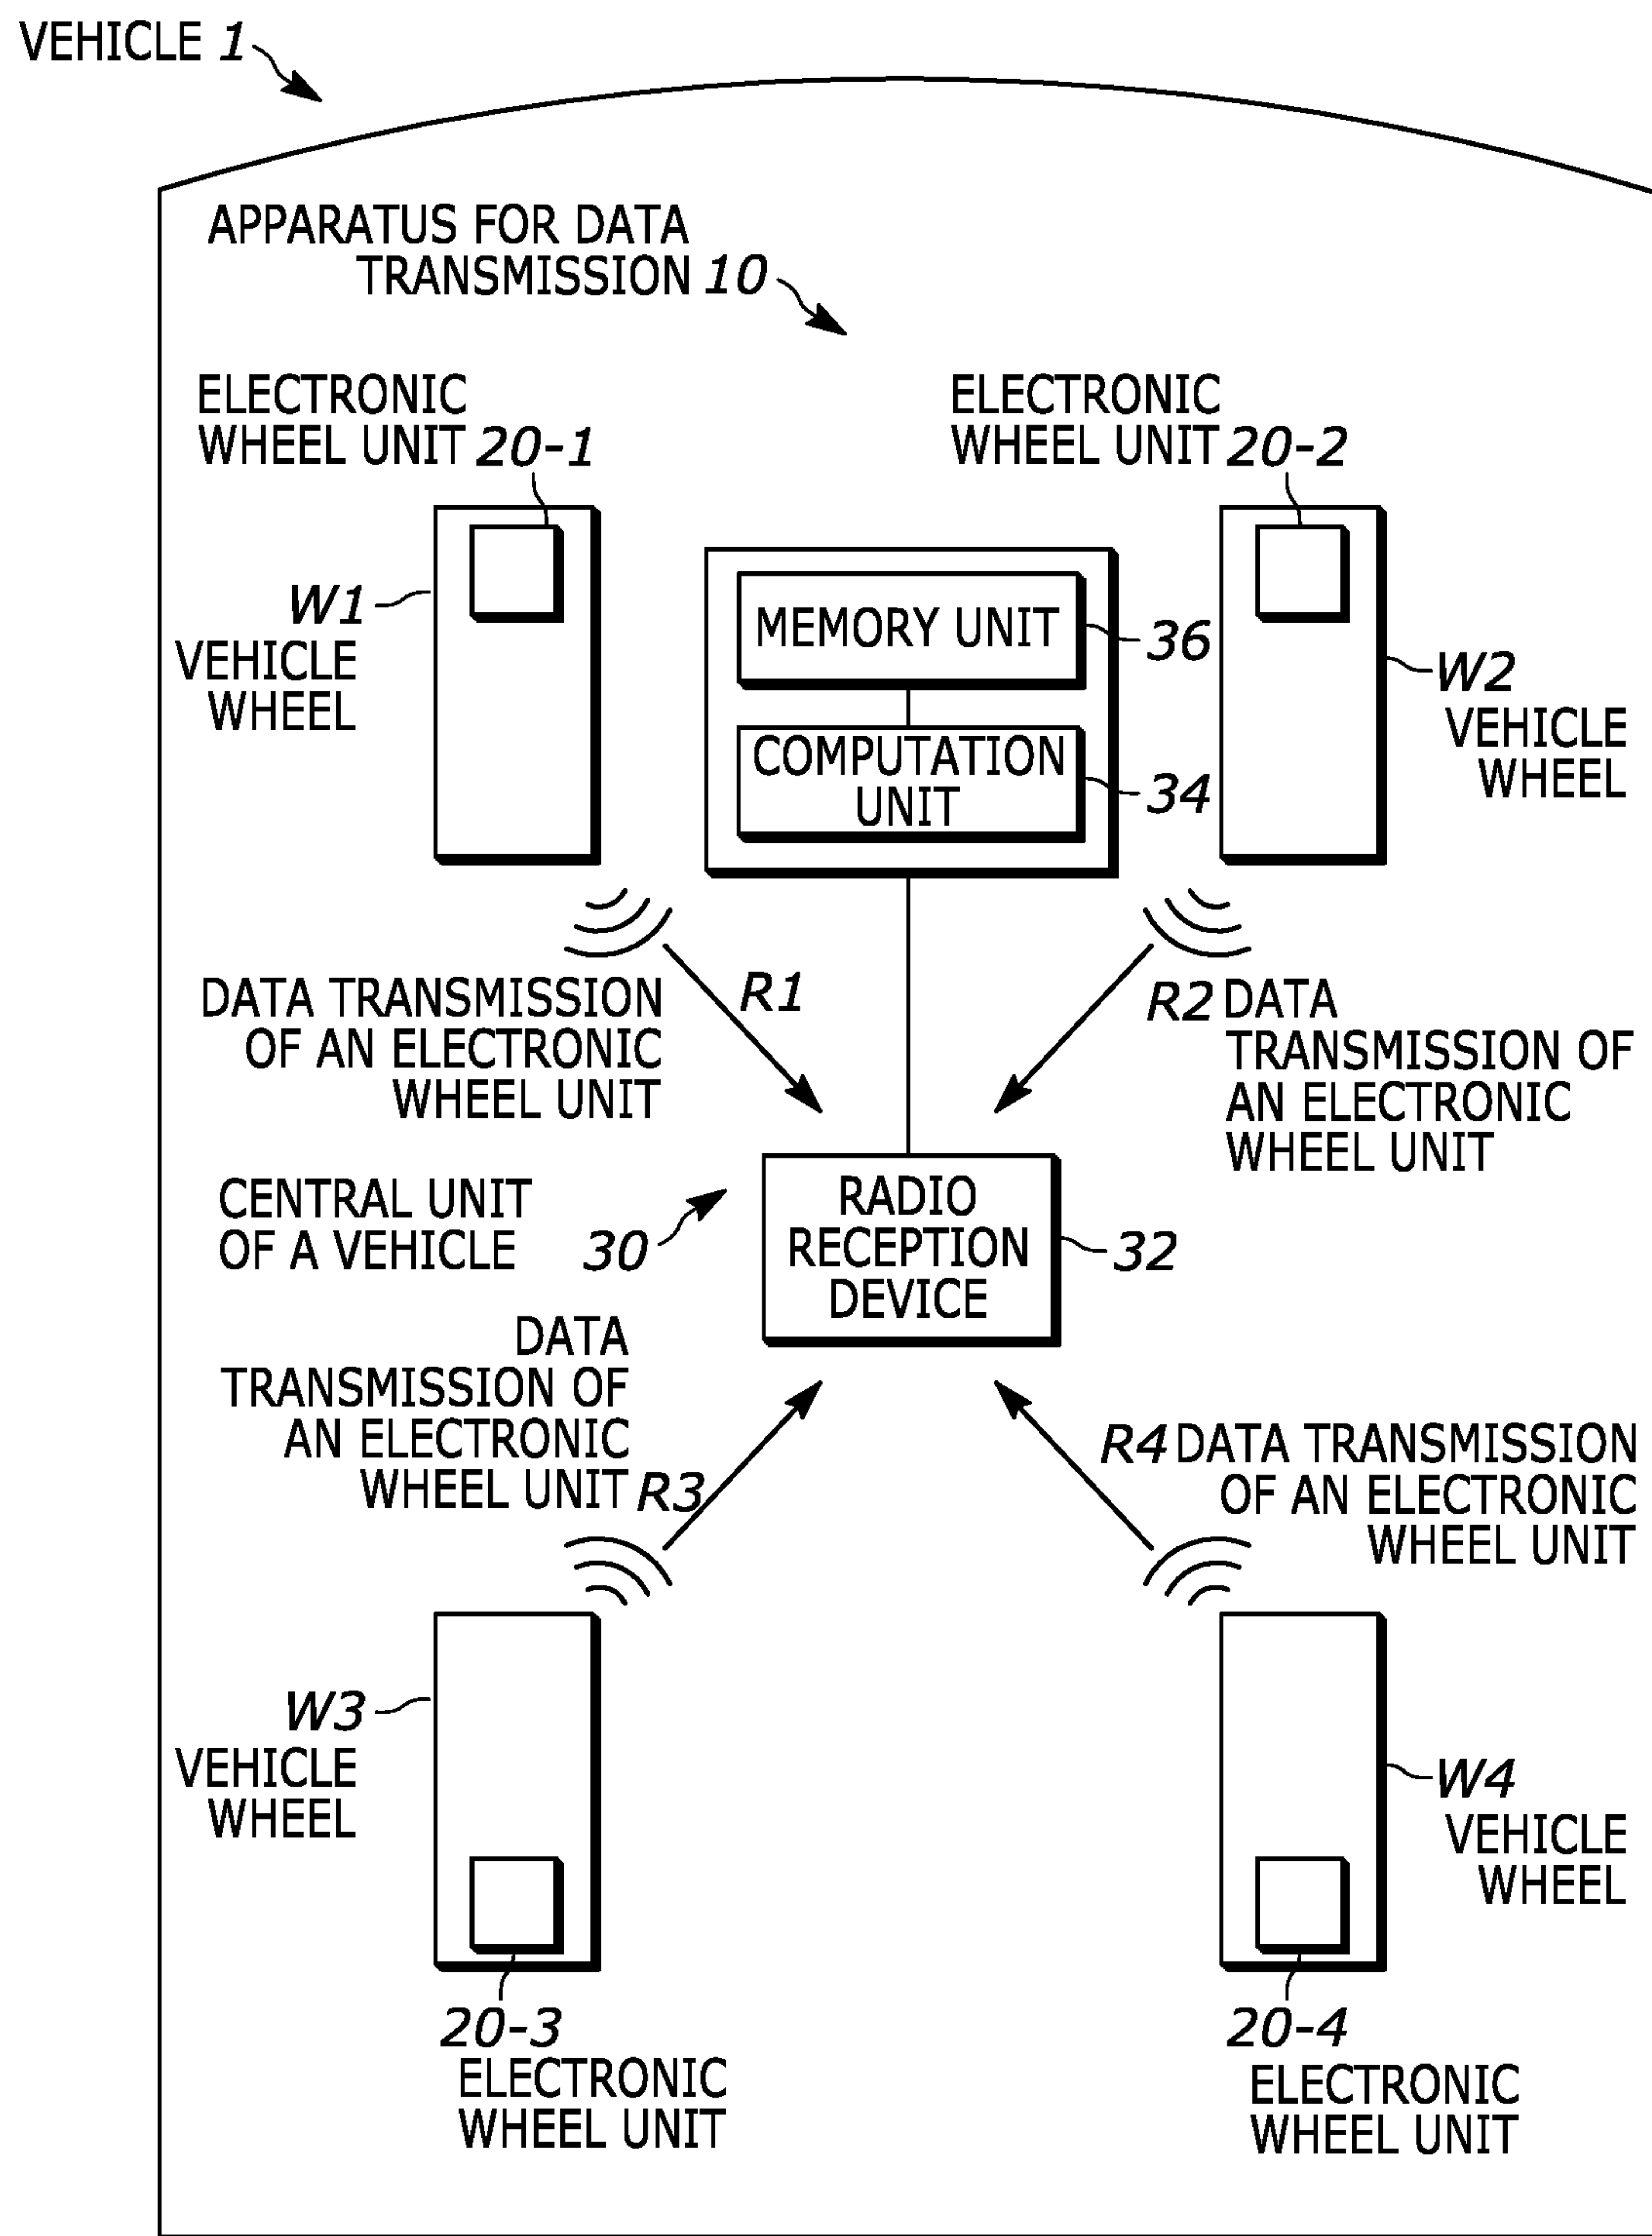 VEHICLE 1
APPARATUS FOR DATA
TRANSMISSION 10
ELECTRONIC
WHEEL UNIT 20-1
ELECTRONIC
WHEEL UNIT 20-2
W1
VEHICLE
WHEEL
MEMORY UNIT
36
COMPUTATION
UNIT
34
W2
VEHICLE
WHEEL
DATA TRANSMISSION
OF AN ELECTRONIC
WHEEL UNIT
R1
R2 DATA
TRANSMISSION OF
AN ELECTRONIC
WHEEL UNIT
CENTRAL UNIT
OF A VEHICLE
30
RADIO
RECEPTION
DEVICE
32
DATA
TRANSMISSION OF
AN ELECTRONIC
WHEEL UNIT R3
R4 DATA TRANSMISSION
OF AN ELECTRONIC
WHEEL UNIT
W3
VEHICLE
WHEEL
W4
VEHICLE
WHEEL
20-3
ELECTRONIC
WHEEL UNIT
20-4
ELECTRONIC
WHEEL UNIT